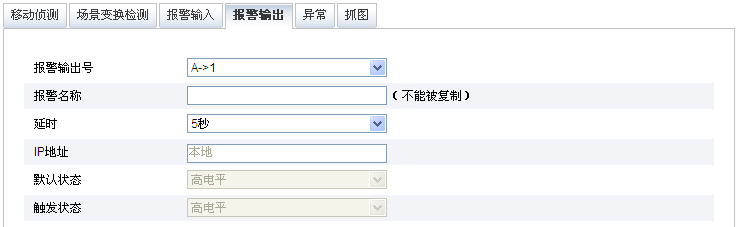 移动侦测 场景变换检测 报警输入 报警输出 异常 抓图
报警输出号 A->1
报警名称 (不能被复制)
延时 5秒
IP地址 本地
默认状态 高电平
触发状态 高电平